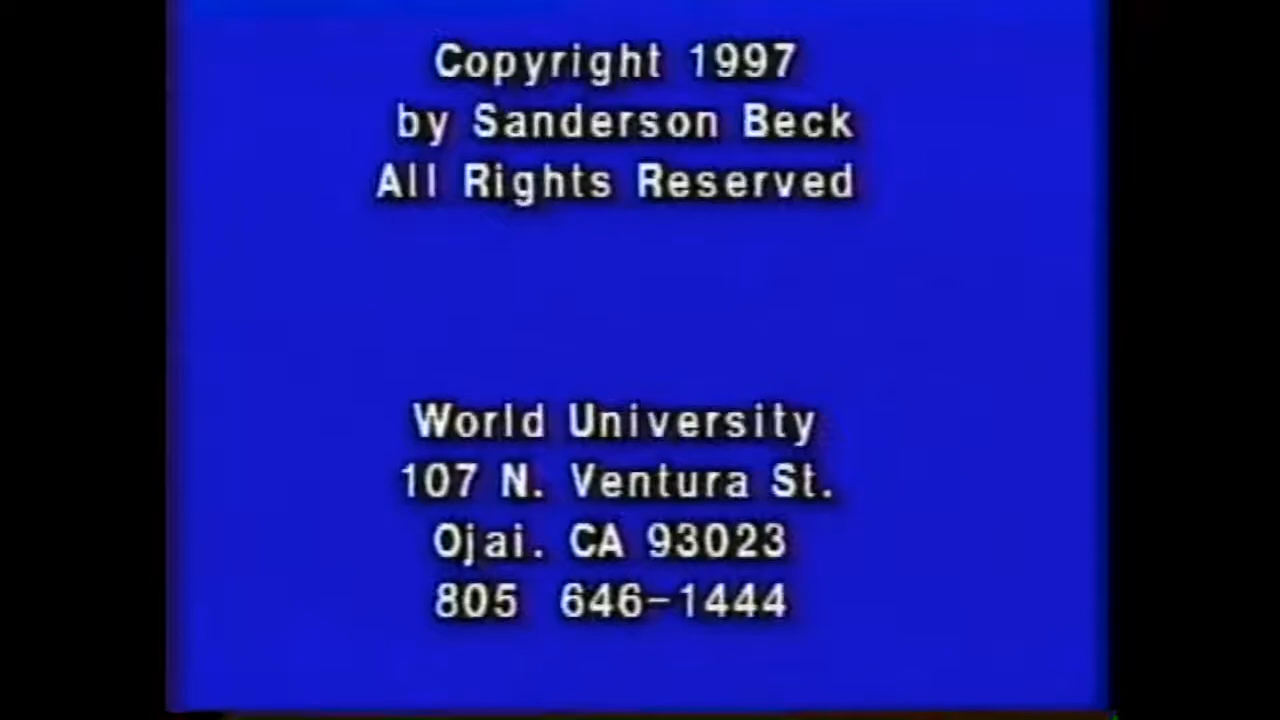 Copyright 1997
by Sanderson Beck
All Rights Reserved
World University
107 N. Ventura St.
Ojai. CA 93023
805 646-1444